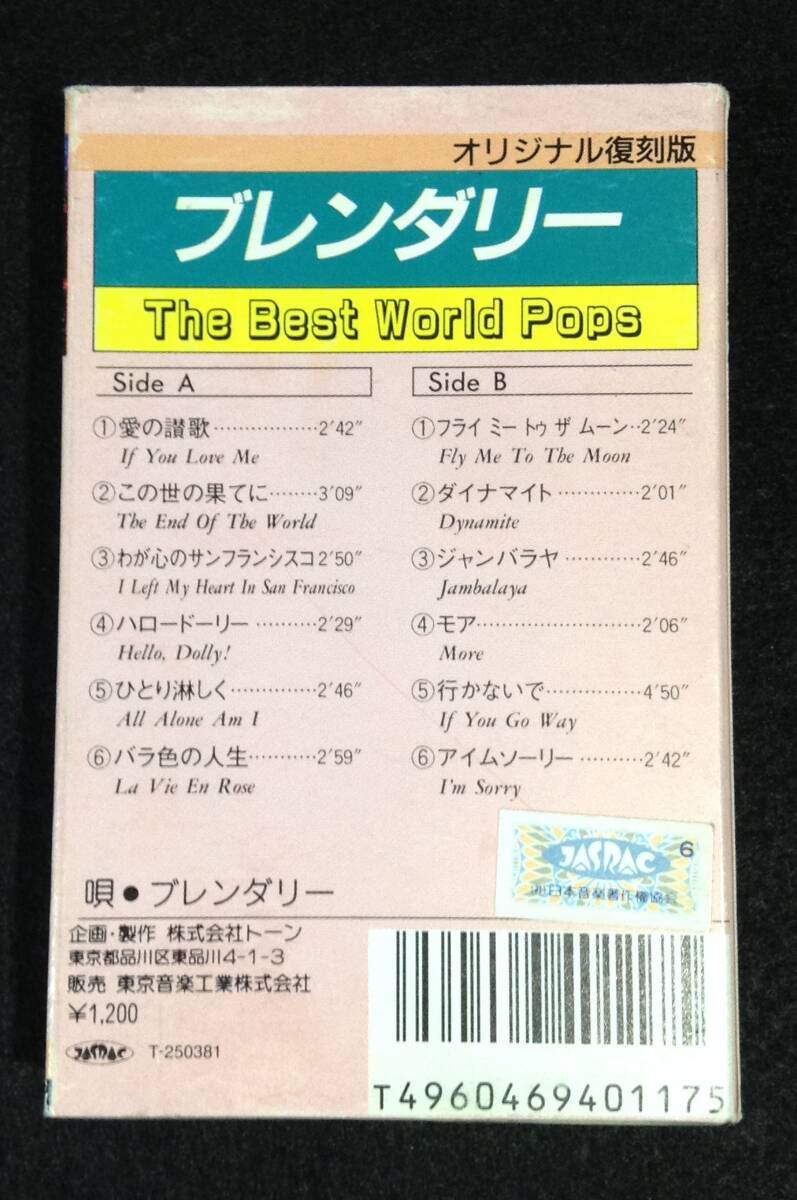 オリジナル復刻版
ブレンダリー
The Best World Pops
Side A
①愛の讃歌………………2'42"
If You Love Me
②この世の果てに………3'09"
The End Of The World
③わが心のサンフランシスコ2'50"
I Left My Heart In San Francisco
④ハロードーリー…………2'29"
Hello, Dolly!
⑤ひとり淋しく……………2'46"
All Alone Am I
⑥バラ色の人生…………2'59"
La Vie En Rose
Side B
①フライ ミー トゥ ザ ムーン‥2'24"
Fly Me To The Moon
②ダイナマイト……………2'01"
Dynamite
③ジャンバラヤ……………2'46"
Jambalaya
④モア………………………2'06"
More
⑤行かないで………………4'50"
If You Go Way
⑥アイムソーリー…………2'42"
I'm Sorry
JASRAC 6
日本音楽著作権協会
唄●ブレンダリー
企画・製作 株式会社トーン
東京都品川区東品川4-1-3
販売 東京音楽工業株式会社
¥1,200
JASRAC T-250381
T4960469401175